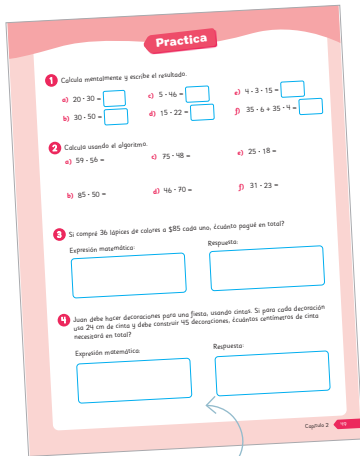 Practica
1 Calcula mentalmente y escribe el resultado.
a) 20 · 30 =
c) 5 · 46 =
e) 4 · 3 · 15 =
b) 30 · 50 =
d) 15 · 22 =
f) 35 · 6 + 35 · 4 =
2 Calcula usando el algoritmo.
a) 59 · 56 =
c) 75 · 48 =
e) 25 · 18 =
b) 85 · 50 =
d) 46 · 70 =
f) 31 · 23 =
3 Si compré 36 lápices de colores a $85 cada uno, ¿cuánto pagué en total?
Expresión matemática:
Respuesta:
4 Juan debe hacer decoraciones para una fiesta, usando cintas. Si para cada decoración
usa 24 cm de cinta y debe construir 45 decoraciones, ¿cuántos centímetros de cinta
necesitará en total?
Expresión matemática:
Respuesta:
Capítulo 2